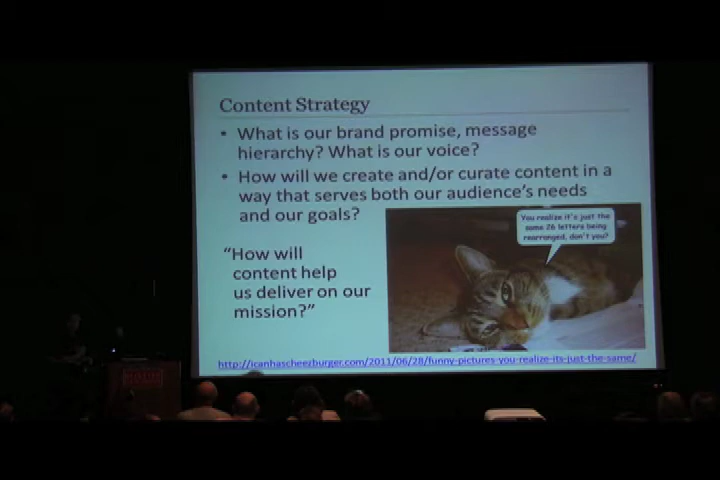 Content Strategy
• What is our brand promise, message
hierarchy? What is our voice?
• How will we create and/or curate content in a
way that serves both our audience's needs
and our goals?
You realize it's just the
same 26 letters being
rearranged, don't you?
"How will
content help
us deliver on our
mission?"
http://icanhascheezburger.com/2011/06/28/funny-pictures-you-realize-its-just-the-same/